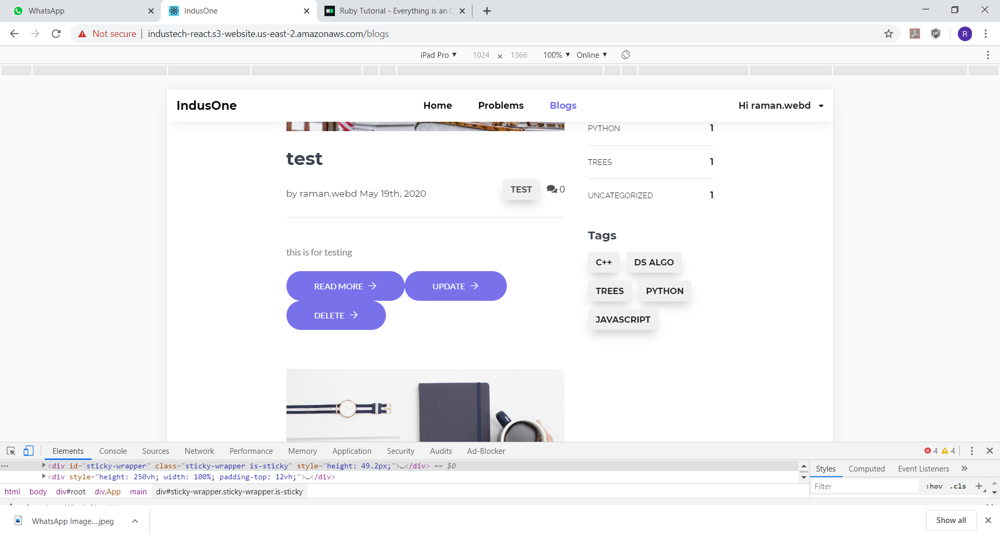 WhatsApp
IndusOne
Ruby Tutorial - Everything is an
Not secure
industech-react.s3-website.us-east-2.amazonaws.com/blogs
R
iPad Pro ▼ 1024 × 1366 100% ▼ Online ▼
IndusOne
Home Problems Blogs
Hi raman.webd
PYTHON 1
TREES 1
UNCATEGORIZED 1
test
by raman.webd May 19th, 2020
TEST
0
this is for testing
READ MORE →
UPDATE →
DELETE →
Tags
C++ DS ALGO
TREES PYTHON
JAVASCRIPT
Elements Console Sources Network Performance Memory Application Security Audits Ad-Blocker
4 4
<div id="sticky-wrapper" class="sticky-wrapper is-sticky" style="height: 49.2px;">…</div> == $0
<div style="height: 250vh; width: 100%; padding-top: 12vh;">…</div>
html body div#root div.App main div#sticky-wrapper.sticky-wrapper.is-sticky
Styles Computed Event Listeners »
Filter
:hov .cls +
WhatsApp Image....jpeg
Show all